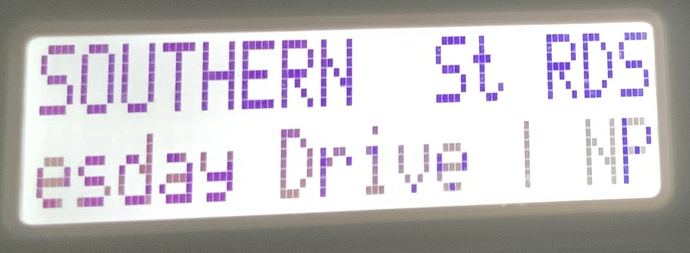 SOUTHERN St RDS
esday Drive | NP